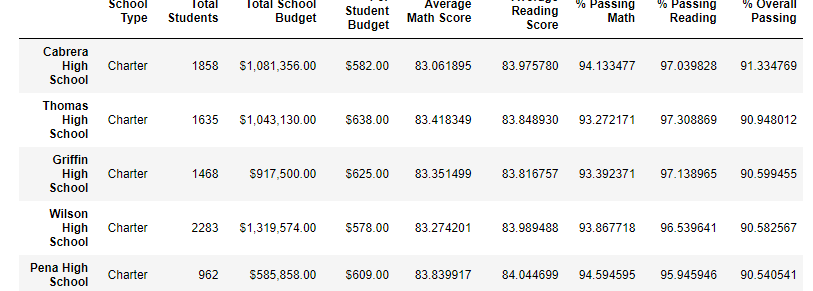 School Type Total Students Total School Budget Student Budget Average Math Score Reading Score % Passing Math % Passing Reading % Overall Passing
Cabrera High School Charter 1858 $1,081,356.00 $582.00 83.061895 83.975780 94.133477 97.039828 91.334769
Thomas High School Charter 1635 $1,043,130.00 $638.00 83.418349 83.848930 93.272171 97.308869 90.948012
Griffin High School Charter 1468 $917,500.00 $625.00 83.351499 83.816757 93.392371 97.138965 90.599455
Wilson High School Charter 2283 $1,319,574.00 $578.00 83.274201 83.989488 93.867718 96.539641 90.582567
Pena High School Charter 962 $585,858.00 $609.00 83.839917 84.044699 94.594595 95.945946 90.540541